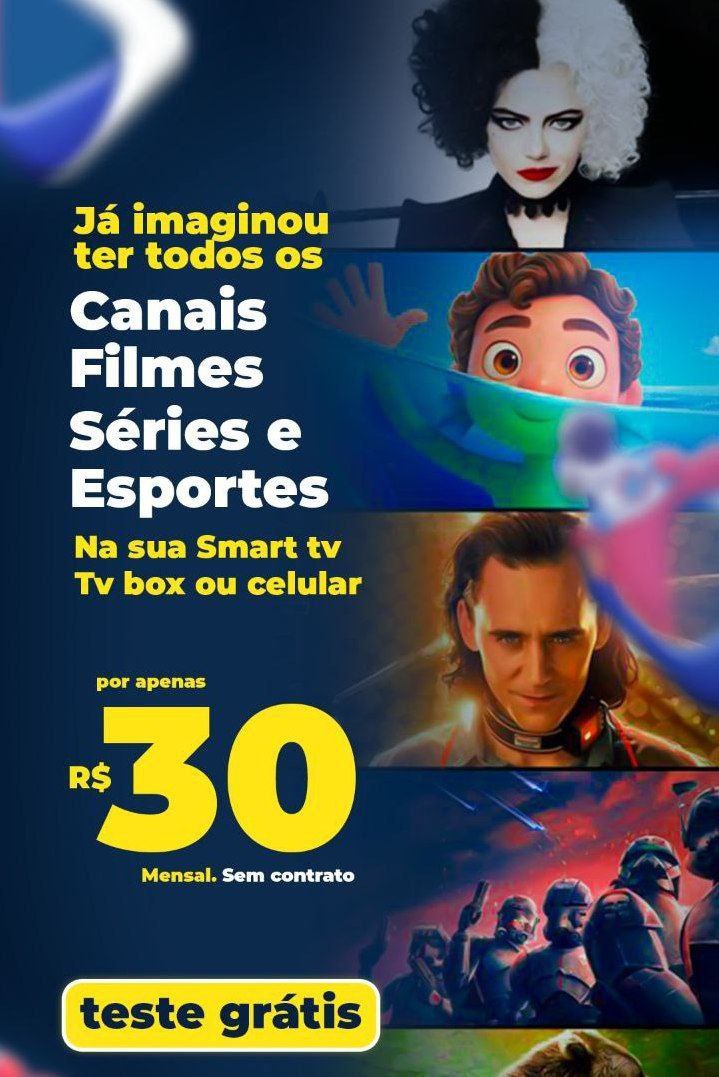 Já imaginou
ter todos os
Canais
Filmes
Séries e
Esportes
Na sua Smart tv
Tv box ou celular
por apenas
R$ 30
Mensal. Sem contrato
teste grátis